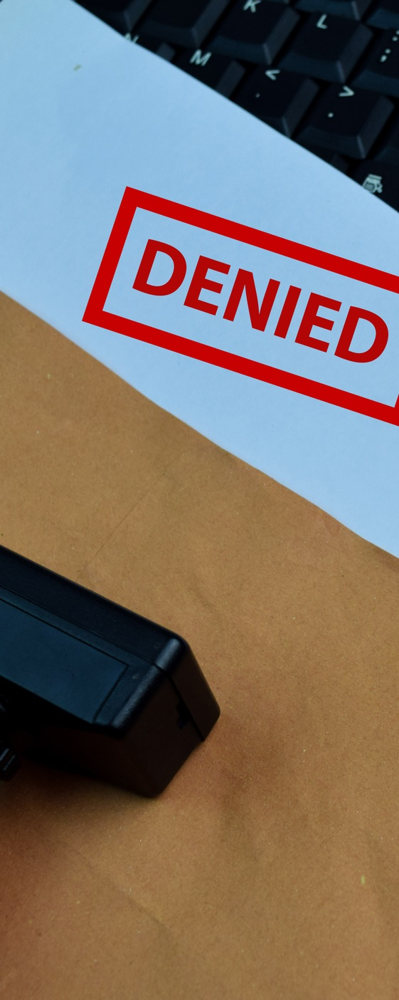 K
L
:
;
N
M
<
,
>
.
DENIED